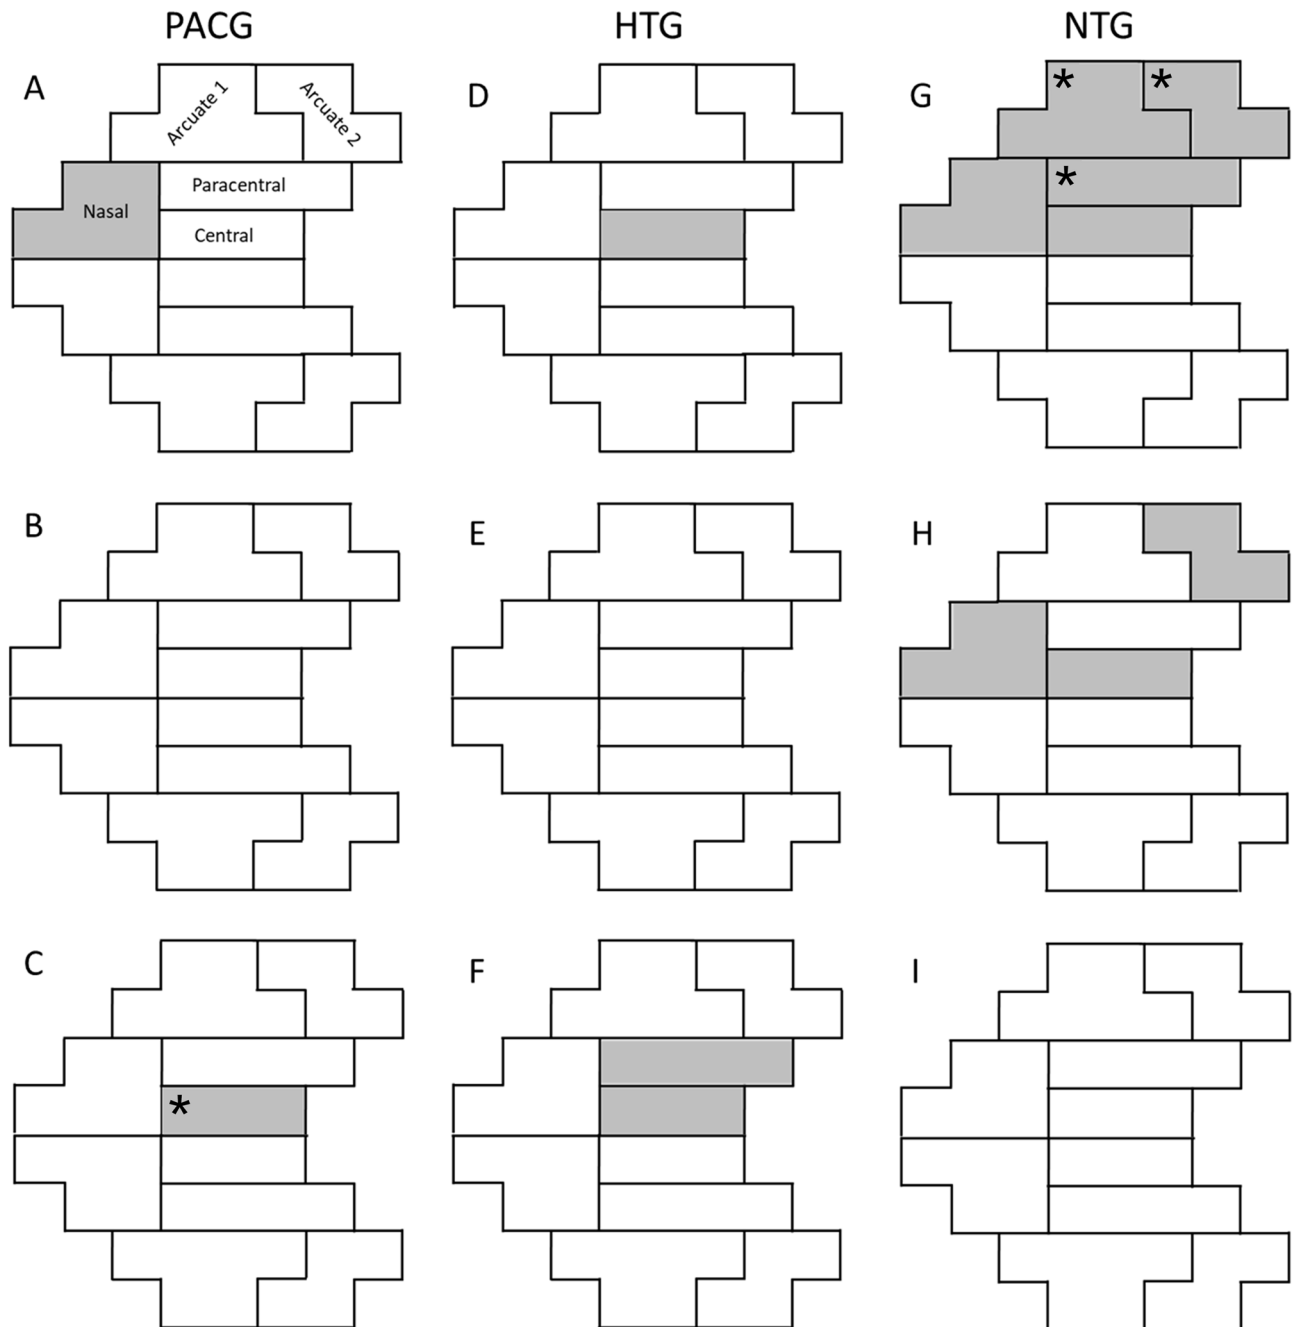 PACG HTG NTG
A D G
* *
Arcuate 1 Arcuate 2
Paracentral *
Nasal
Central
B E H
C F I
*